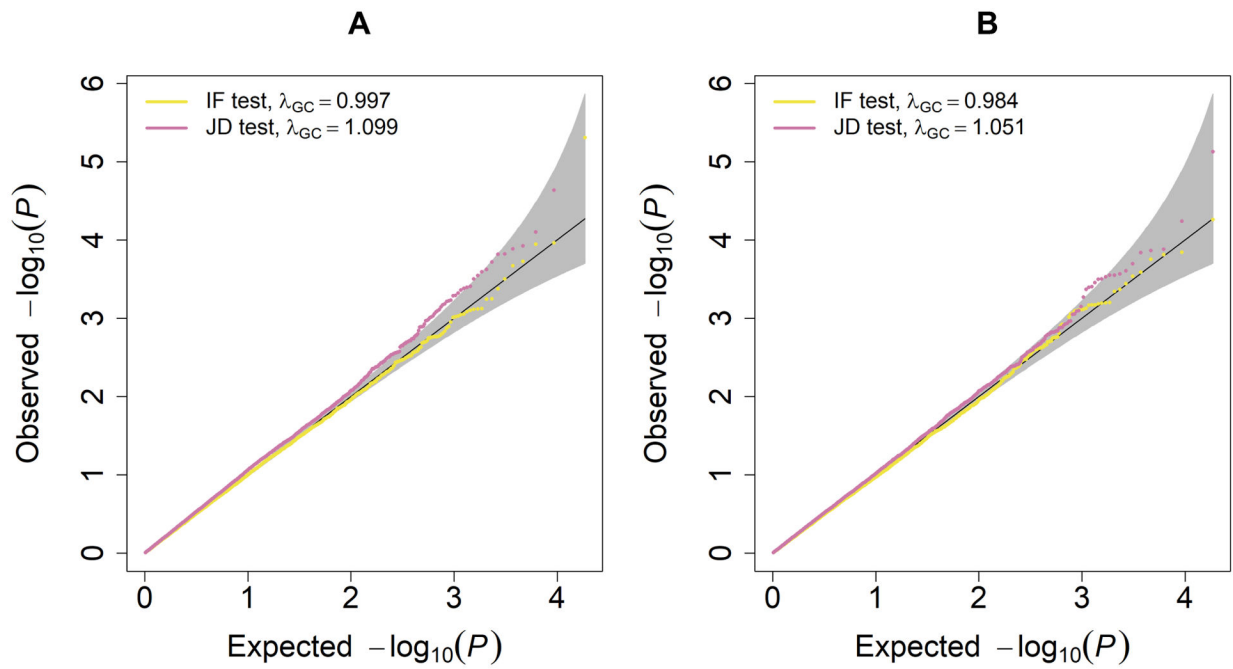 A
6
5
4
3
2
1
0
Observed −log10(P)
IF test, λGC = 0.997
JD test, λGC = 1.099
0 1 2 3 4
Expected −log10(P)
B
6
5
4
3
2
1
0
Observed −log10(P)
IF test, λGC = 0.984
JD test, λGC = 1.051
0 1 2 3 4
Expected −log10(P)